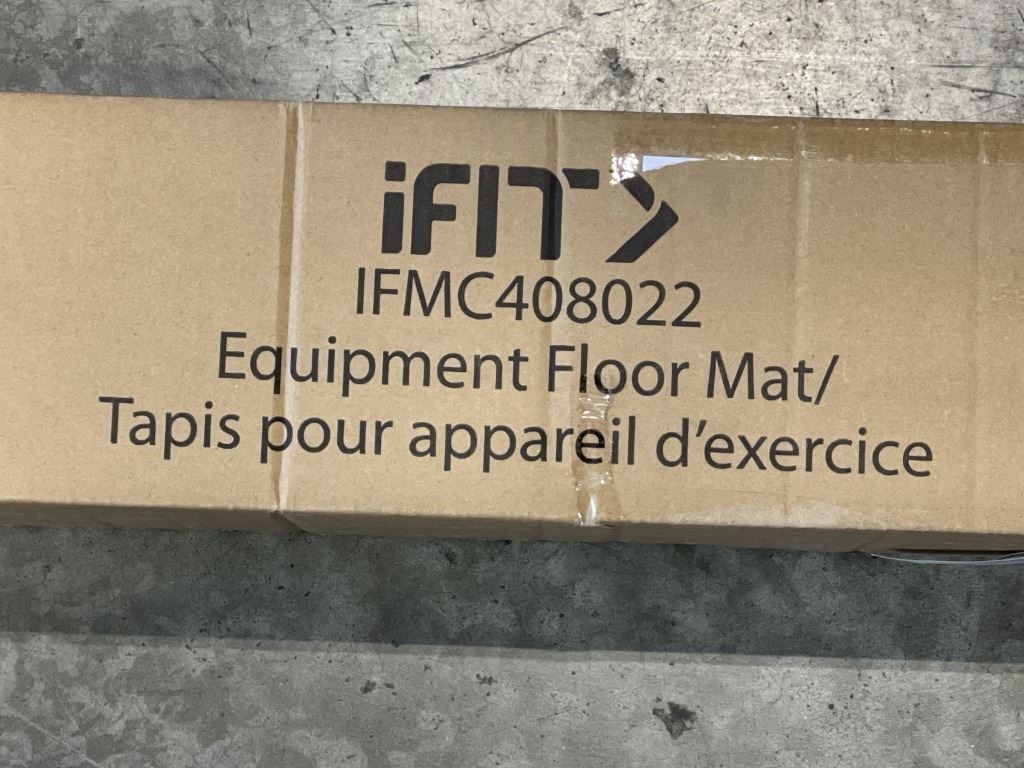 iFIT
IFMC408022
Equipment Floor Mat/
Tapis pour appareil d'exercice